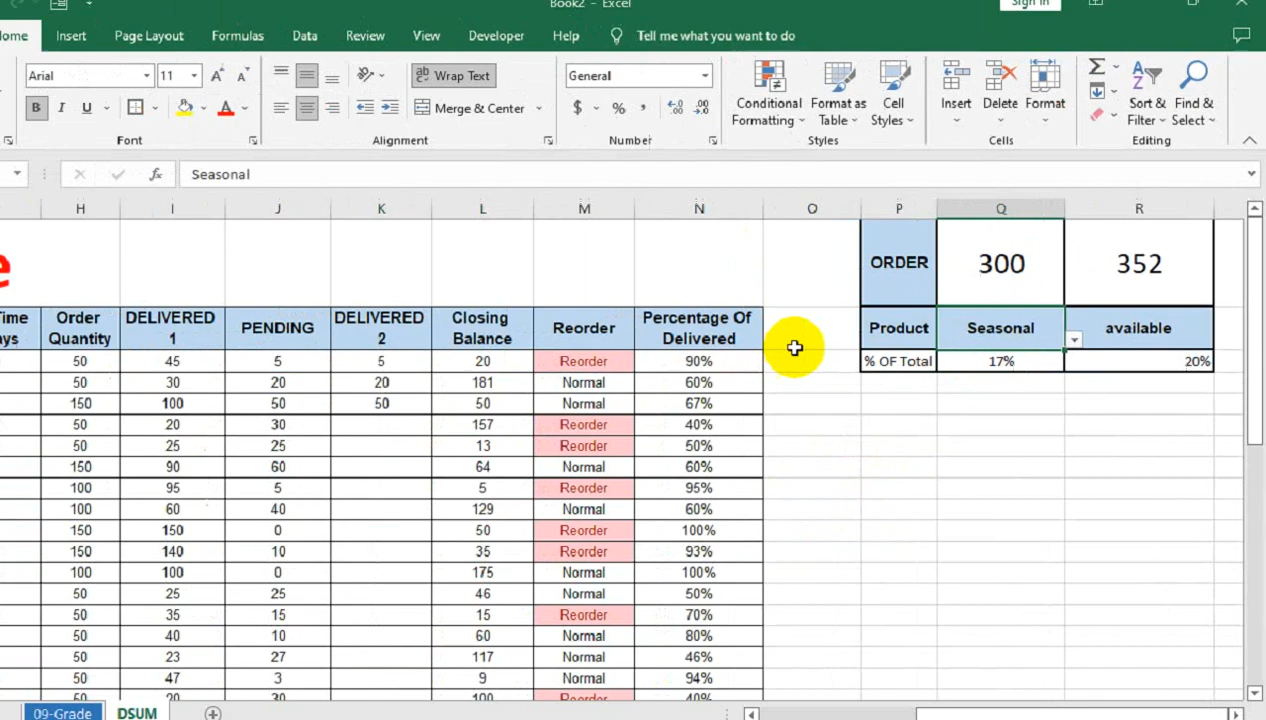 Book2 - Excel
Sign in
Home Insert Page Layout Formulas Data Review View Developer Help Tell me what you want to do
Arial 11 Wrap Text General
B I U Merge & Center $ % ,
Conditional Formatting Format as Table Cell Styles Insert Delete Format Sort & Filter Find & Select
Font Alignment Number Styles Cells Editing
fx Seasonal
H I J K L M N O P Q R
e ORDER 300 352
Time Order DELIVERED PENDING DELIVERED Closing Reorder Percentage Of Product Seasonal available
ays Quantity 1 2 Balance Delivered
50 45 5 5 20 Reorder 90% % OF Total 17% 20%
50 30 20 20 181 Normal 60%
150 100 50 50 50 Normal 67%
50 20 30 157 Reorder 40%
50 25 25 13 Reorder 50%
150 90 60 64 Normal 60%
100 95 5 5 Reorder 95%
100 60 40 129 Normal 60%
150 150 0 50 Reorder 100%
150 140 10 35 Reorder 93%
100 100 0 175 Normal 100%
50 25 25 46 Normal 50%
50 35 15 15 Reorder 70%
50 40 10 60 Normal 80%
50 23 27 117 Normal 46%
50 47 3 9 Normal 94%
50 20 30 100 Reorder 40%
09-Grade DSUM